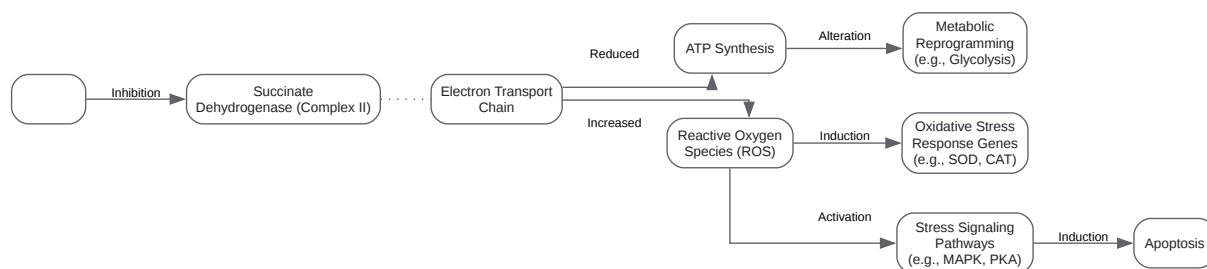 Inhibition
Succinate
Dehydrogenase (Complex II)
Electron Transport
Chain
Reduced
ATP Synthesis
Alteration
Metabolic
Reprogramming
(e.g., Glycolysis)
Increased
Reactive Oxygen
Species (ROS)
Induction
Oxidative Stress
Response Genes
(e.g., SOD, CAT)
Activation
Stress Signaling
Pathways
(e.g., MAPK, PKA)
Induction
Apoptosis